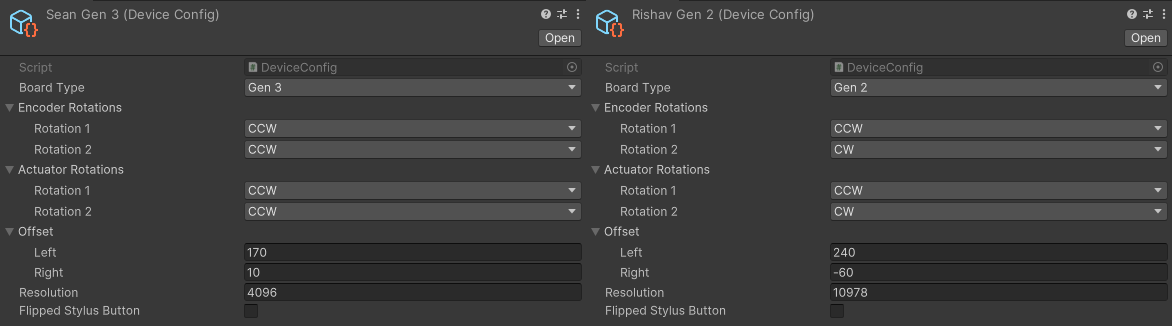 Sean Gen 3 (Device Config)
Open
Script DeviceConfig
Board Type Gen 3
Encoder Rotations
Rotation 1 CCW
Rotation 2 CCW
Actuator Rotations
Rotation 1 CCW
Rotation 2 CCW
Offset
Left 170
Right 10
Resolution 4096
Flipped Stylus Button
Rishav Gen 2 (Device Config)
Open
Script DeviceConfig
Board Type Gen 2
Encoder Rotations
Rotation 1 CCW
Rotation 2 CW
Actuator Rotations
Rotation 1 CCW
Rotation 2 CW
Offset
Left 240
Right -60
Resolution 10978
Flipped Stylus Button